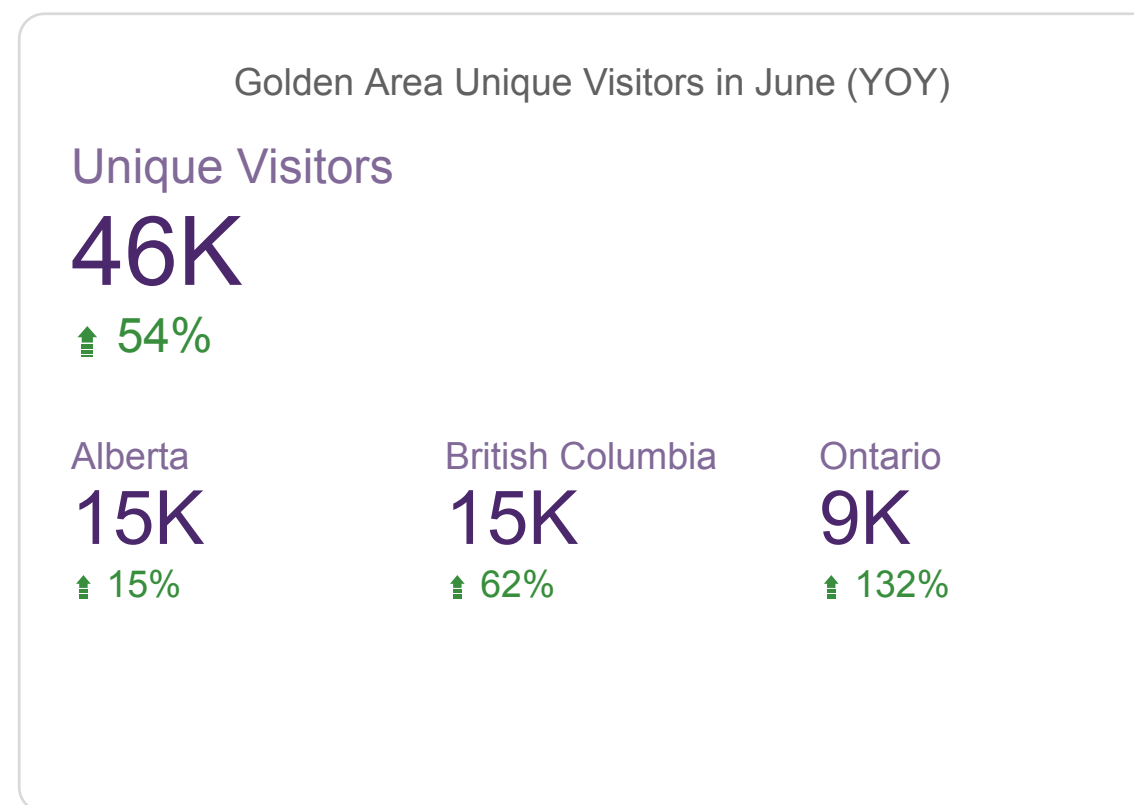 Golden Area Unique Visitors in June (YOY)
Unique Visitors
46K
54%
Alberta British Columbia Ontario
15K 15K 9K
15% 62% 132%